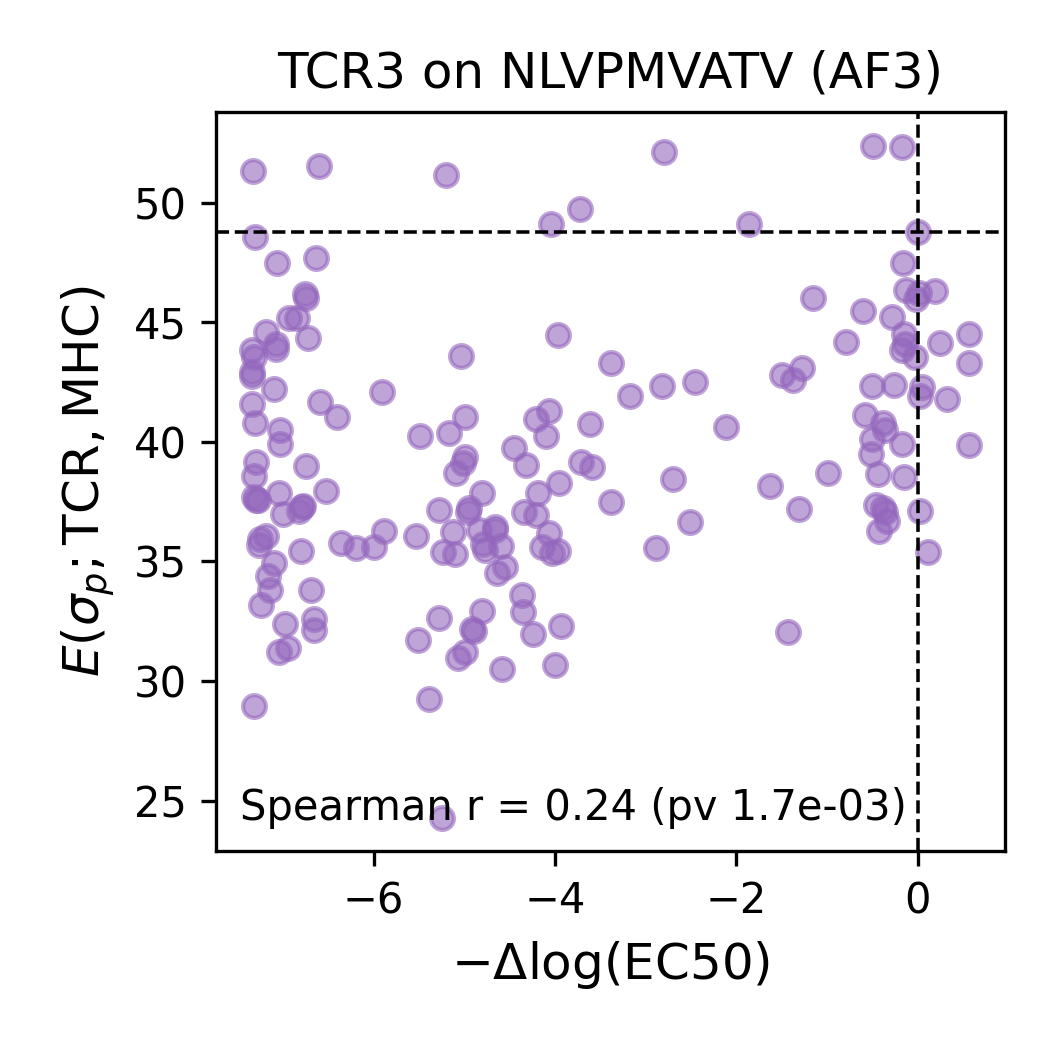 TCR3 on NLVPMVATV (AF3)
E(σₚ; TCR, MHC)
50
45
40
35
30
25
Spearman r = 0.24 (pv 1.7e-03)
−6 −4 −2 0
−Δlog(EC50)